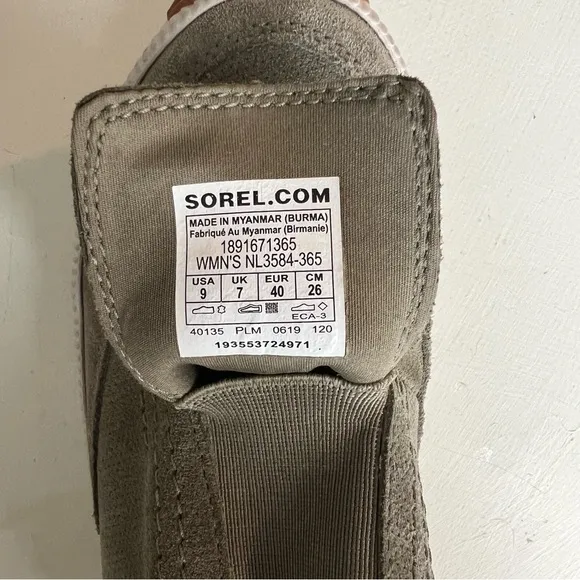 SOREL.COM
MADE IN MYANMAR (BURMA)
Fabriqué Au Myanmar (Birmanie)
1891671365
WMN'S NL3584-365
USA UK EUR CM
9 7 40 26
ECA-3
40135 PLM 0619 120
193553724971